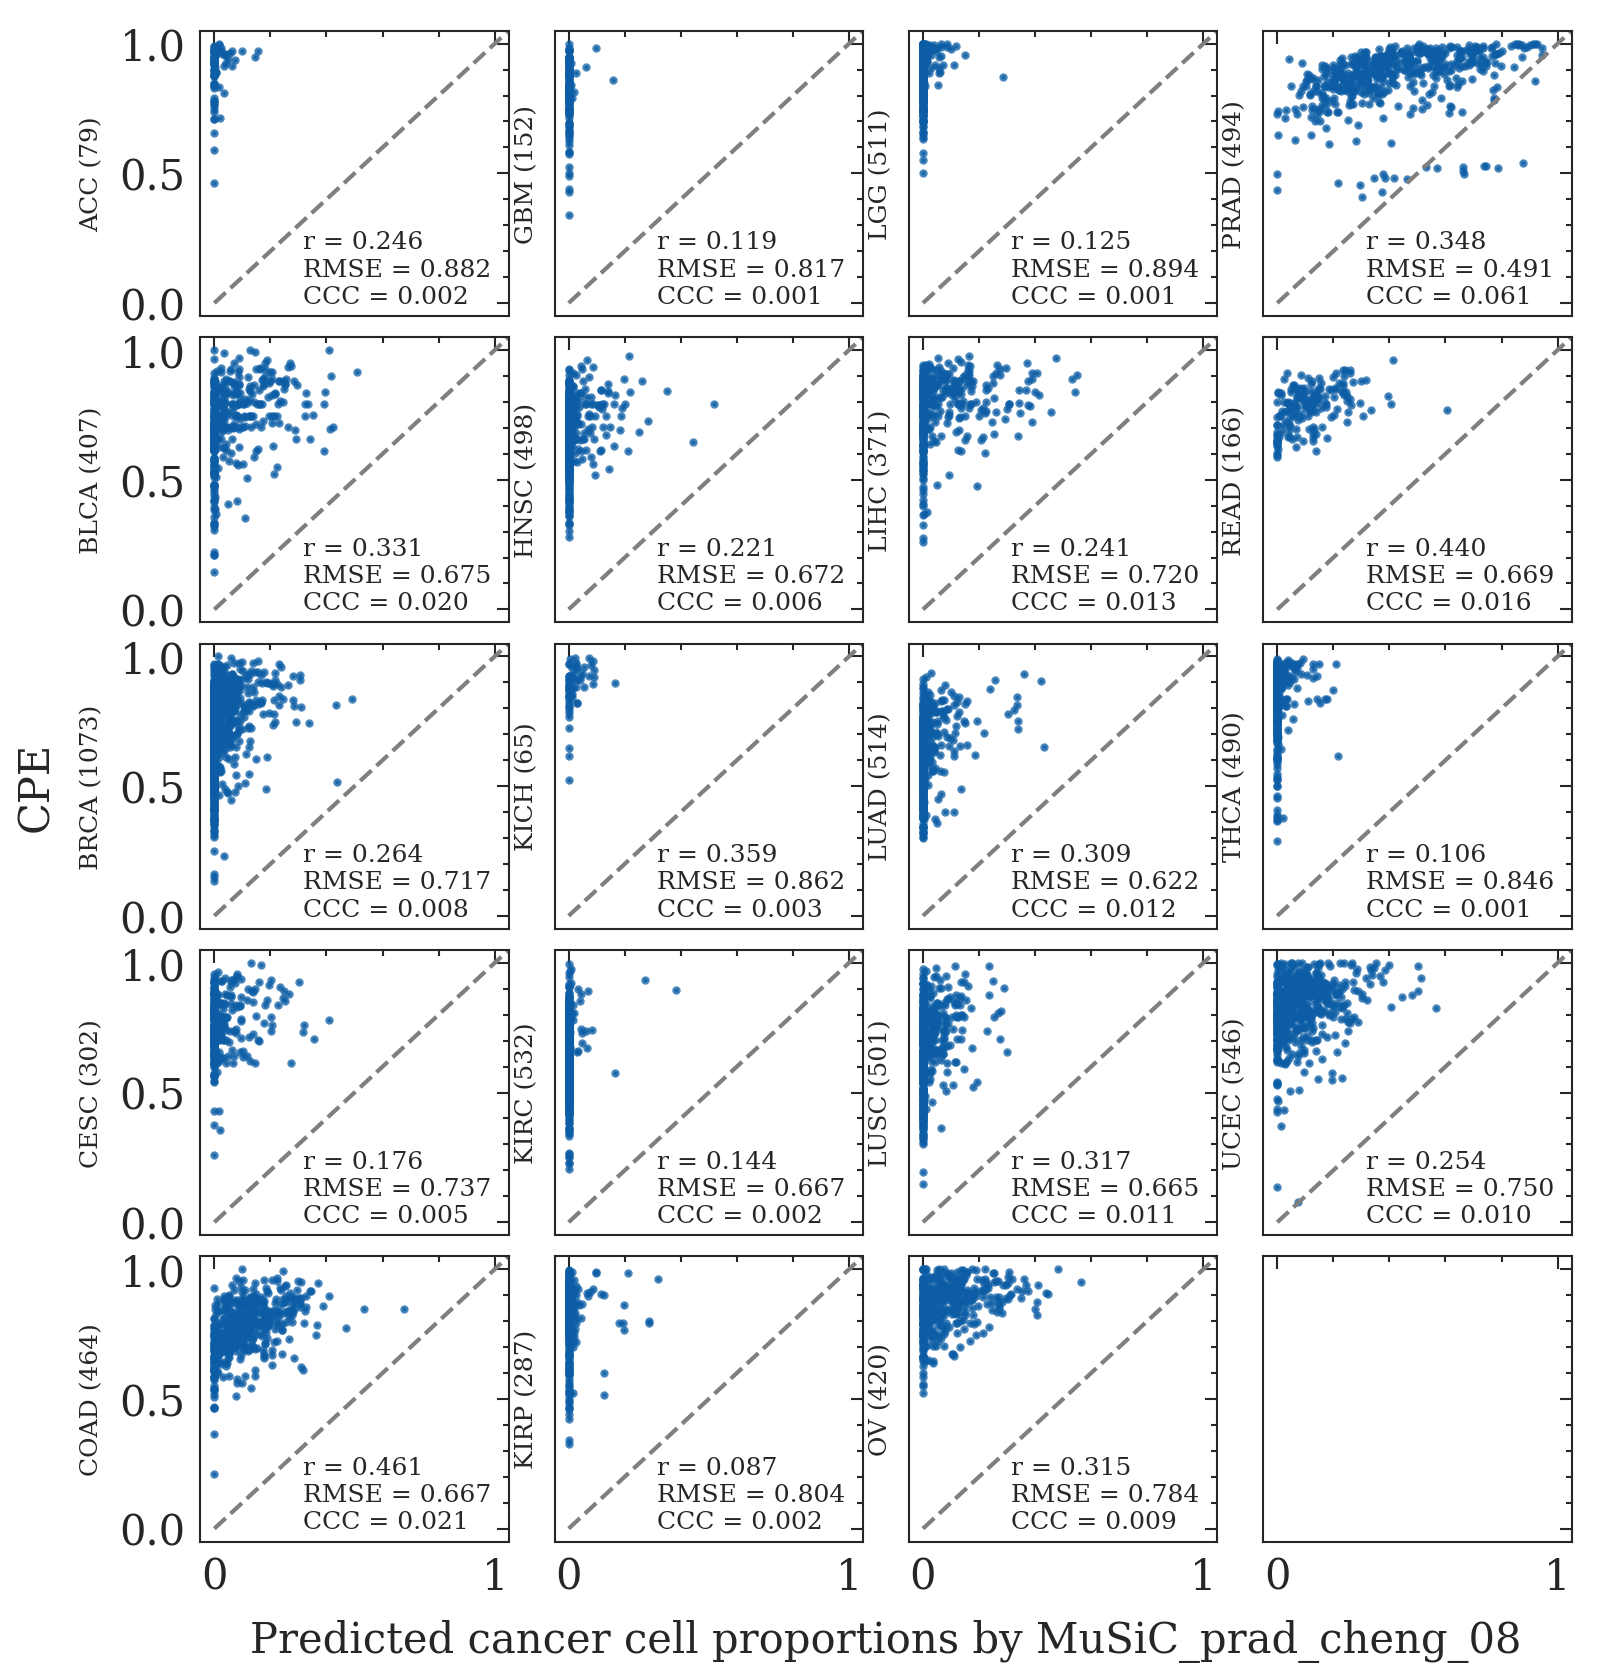 CPE
ACC (79)
1.0
0.5
0.0
r = 0.246
RMSE = 0.882
CCC = 0.002
GBM (152)
r = 0.119
RMSE = 0.817
CCC = 0.001
LGG (511)
r = 0.125
RMSE = 0.894
CCC = 0.001
PRAD (494)
r = 0.348
RMSE = 0.491
CCC = 0.061
BLCA (407)
1.0
0.5
0.0
r = 0.331
RMSE = 0.675
CCC = 0.020
HNSC (498)
r = 0.221
RMSE = 0.672
CCC = 0.006
LIHC (371)
r = 0.241
RMSE = 0.720
CCC = 0.013
READ (166)
r = 0.440
RMSE = 0.669
CCC = 0.016
BRCA (1073)
1.0
0.5
0.0
r = 0.264
RMSE = 0.717
CCC = 0.008
KICH (65)
r = 0.359
RMSE = 0.862
CCC = 0.003
LUAD (514)
r = 0.309
RMSE = 0.622
CCC = 0.012
THCA (490)
r = 0.106
RMSE = 0.846
CCC = 0.001
CESC (302)
1.0
0.5
0.0
r = 0.176
RMSE = 0.737
CCC = 0.005
KIRC (532)
r = 0.144
RMSE = 0.667
CCC = 0.002
LUSC (501)
r = 0.317
RMSE = 0.665
CCC = 0.011
UCEC (546)
r = 0.254
RMSE = 0.750
CCC = 0.010
COAD (464)
1.0
0.5
0.0
r = 0.461
RMSE = 0.667
CCC = 0.021
KIRP (287)
r = 0.087
RMSE = 0.804
CCC = 0.002
OV (420)
r = 0.315
RMSE = 0.784
CCC = 0.009
0 1 0 1 0 1 0 1
Predicted cancer cell proportions by MuSiC_prad_cheng_08